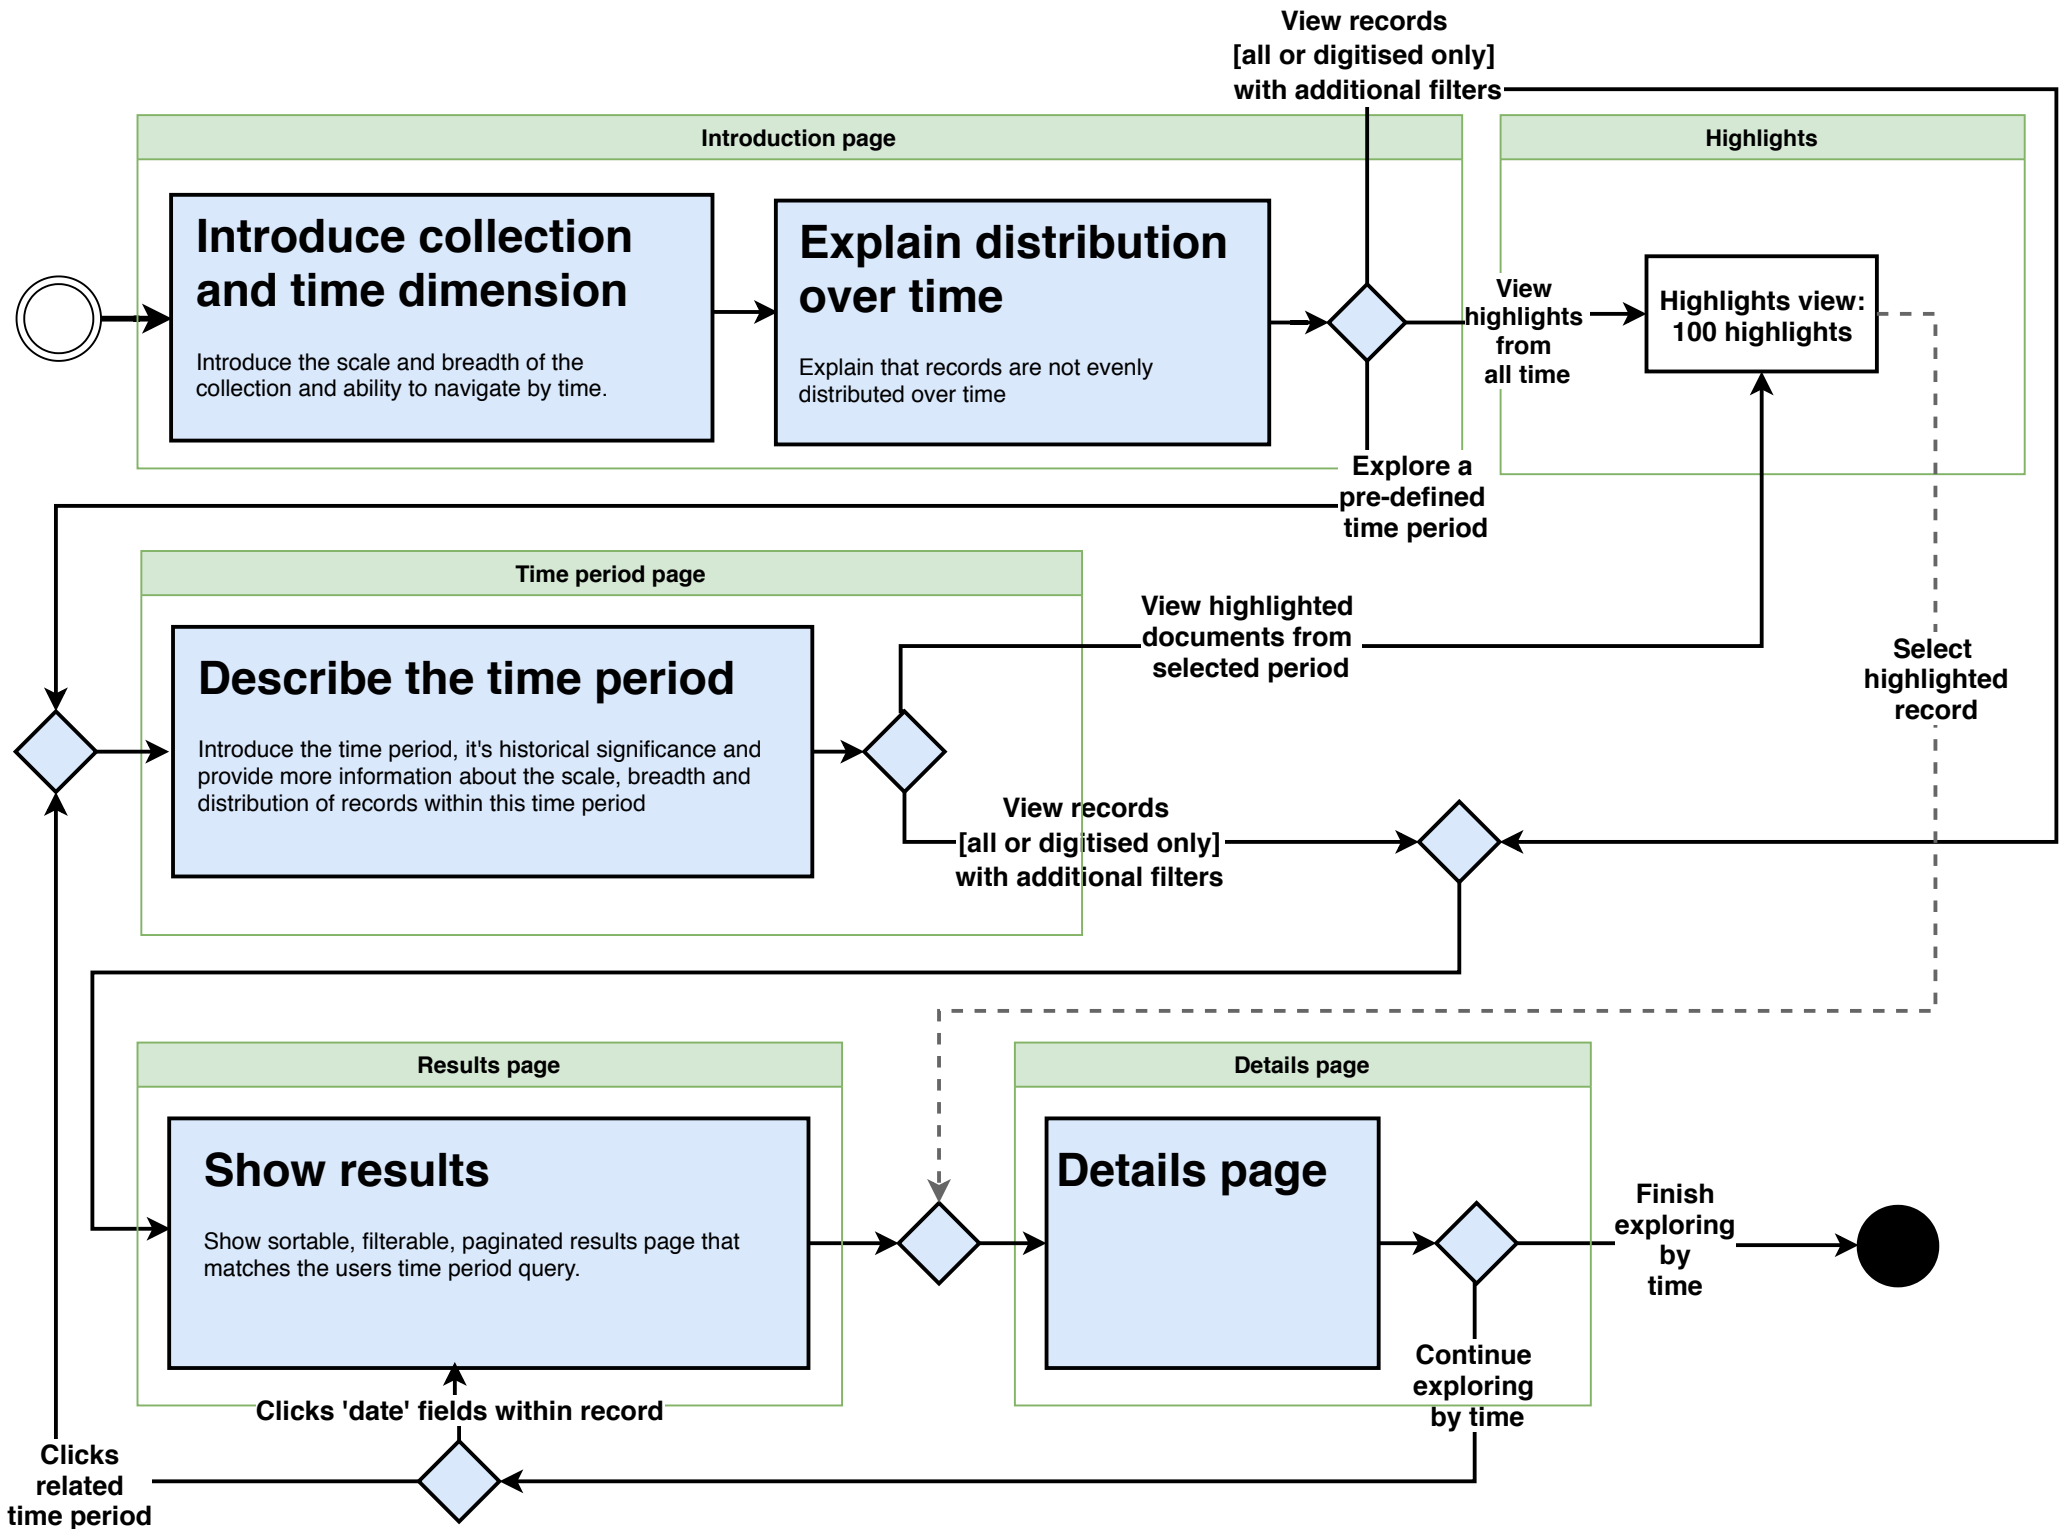 View records
[all or digitised only]
with additional filters
Introduction page
Highlights
Introduce collection
and time dimension
Introduce the scale and breadth of the
collection and ability to navigate by time.
Explain distribution
over time
Explain that records are not evenly
distributed over time
View
highlights
from
all time
Highlights view:
100 highlights
Explore a
pre-defined
time period
Time period page
Describe the time period
Introduce the time period, it's historical significance and
provide more information about the scale, breadth and
distribution of records within this time period
View highlighted
documents from
selected period
Select
highlighted
record
View records
[all or digitised only]
with additional filters
Results page
Details page
Show results
Show sortable, filterable, paginated results page that
matches the users time period query.
Details page
Finish
exploring
by
time
Continue
exploring
by time
Clicks 'date' fields within record
Clicks
related
time period